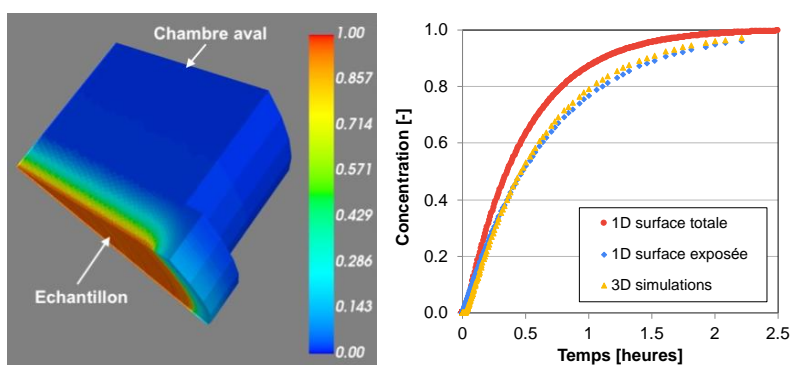 Chambre aval
Echantillon
1.00
0.857
0.714
0.571
0.429
0.286
0.143
0.00
Concentration [-]
1.0
0.8
0.6
0.4
0.2
0.0
1D surface totale
1D surface exposée
3D simulations
0
0.5
1
1.5
2
2.5
Temps [heures]